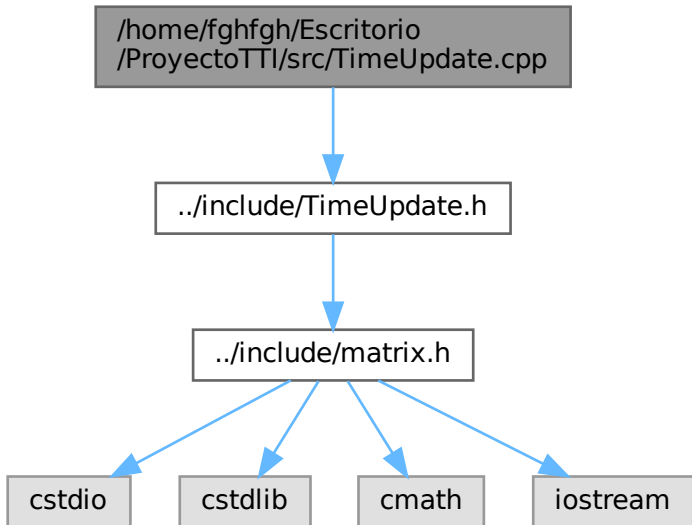 /home/fghfgh/Escritorio
/ProyectoTTI/src/TimeUpdate.cpp
../include/TimeUpdate.h
../include/matrix.h
cstdio
cstdlib
cmath
iostream